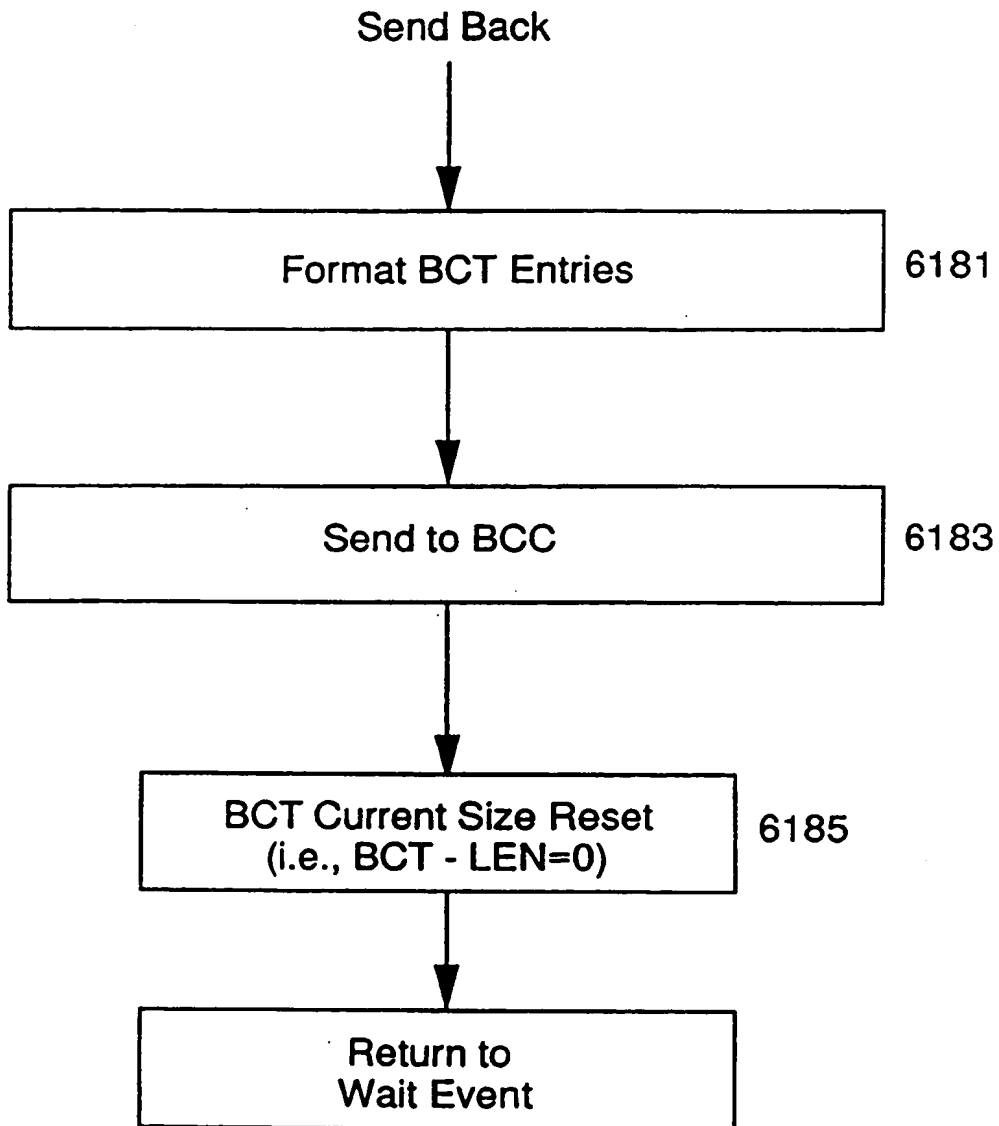 Send Back
Format BCT Entries
6181
Send to BCC
6183
BCT Current Size Reset
(i.e., BCT - LEN=0)
6185
Return to
Wait Event